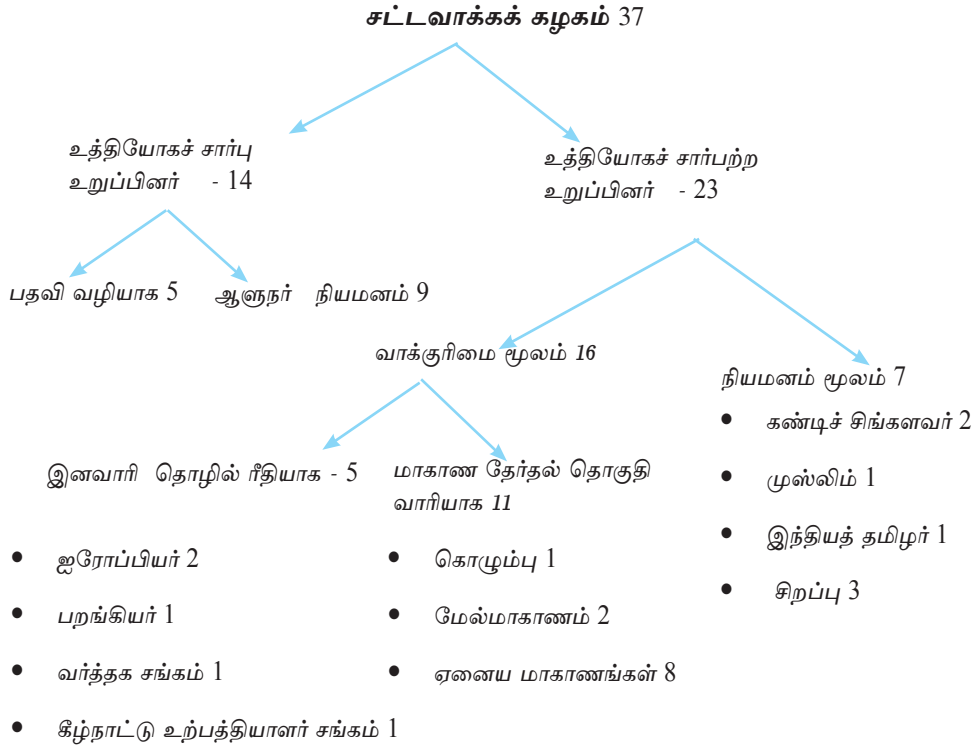 சட்டவாக்கக் கழகம் 37
உத்தியோகச் சார்பு
உறுப்பினர் - 14
உத்தியோகச் சார்பற்ற
உறுப்பினர் - 23
பதவி வழியாக 5
ஆளுநர் நியமனம் 9
வாக்குரிமை மூலம் 16
நியமனம் மூலம் 7
• கண்டிச் சிங்களவர் 2
• முஸ்லிம் 1
• இந்தியத் தமிழர் 1
• சிறப்பு 3
இனவாரி தொழில் ரீதியாக - 5
• ஐரோப்பியர் 2
• பறங்கியர் 1
• வர்த்தக சங்கம் 1
• கீழ்நாட்டு உற்பத்தியாளர் சங்கம் 1
மாகாண தேர்தல் தொகுதி
வாரியாக 11
• கொழும்பு 1
• மேல்மாகாணம் 2
• ஏனைய மாகாணங்கள் 8